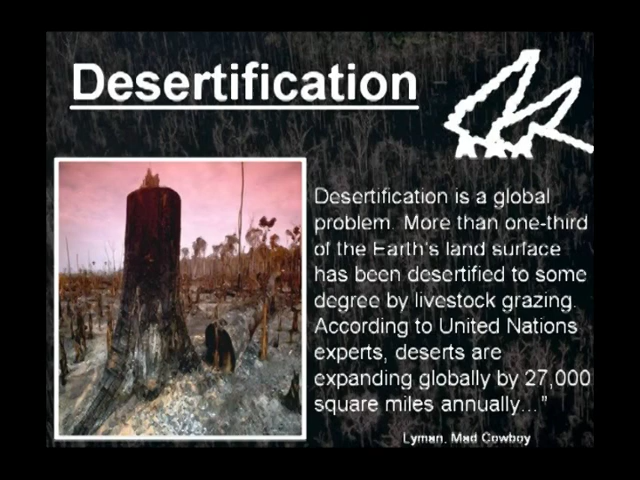 Desertification
Desertification is a global
problem. More than one-third
of the Earth's land surface
has been desertified to some
degree by livestock grazing.
According to United Nations
experts, deserts are
expanding globally by 27,000
square miles annually..."
Lyman, Mad Cowboy